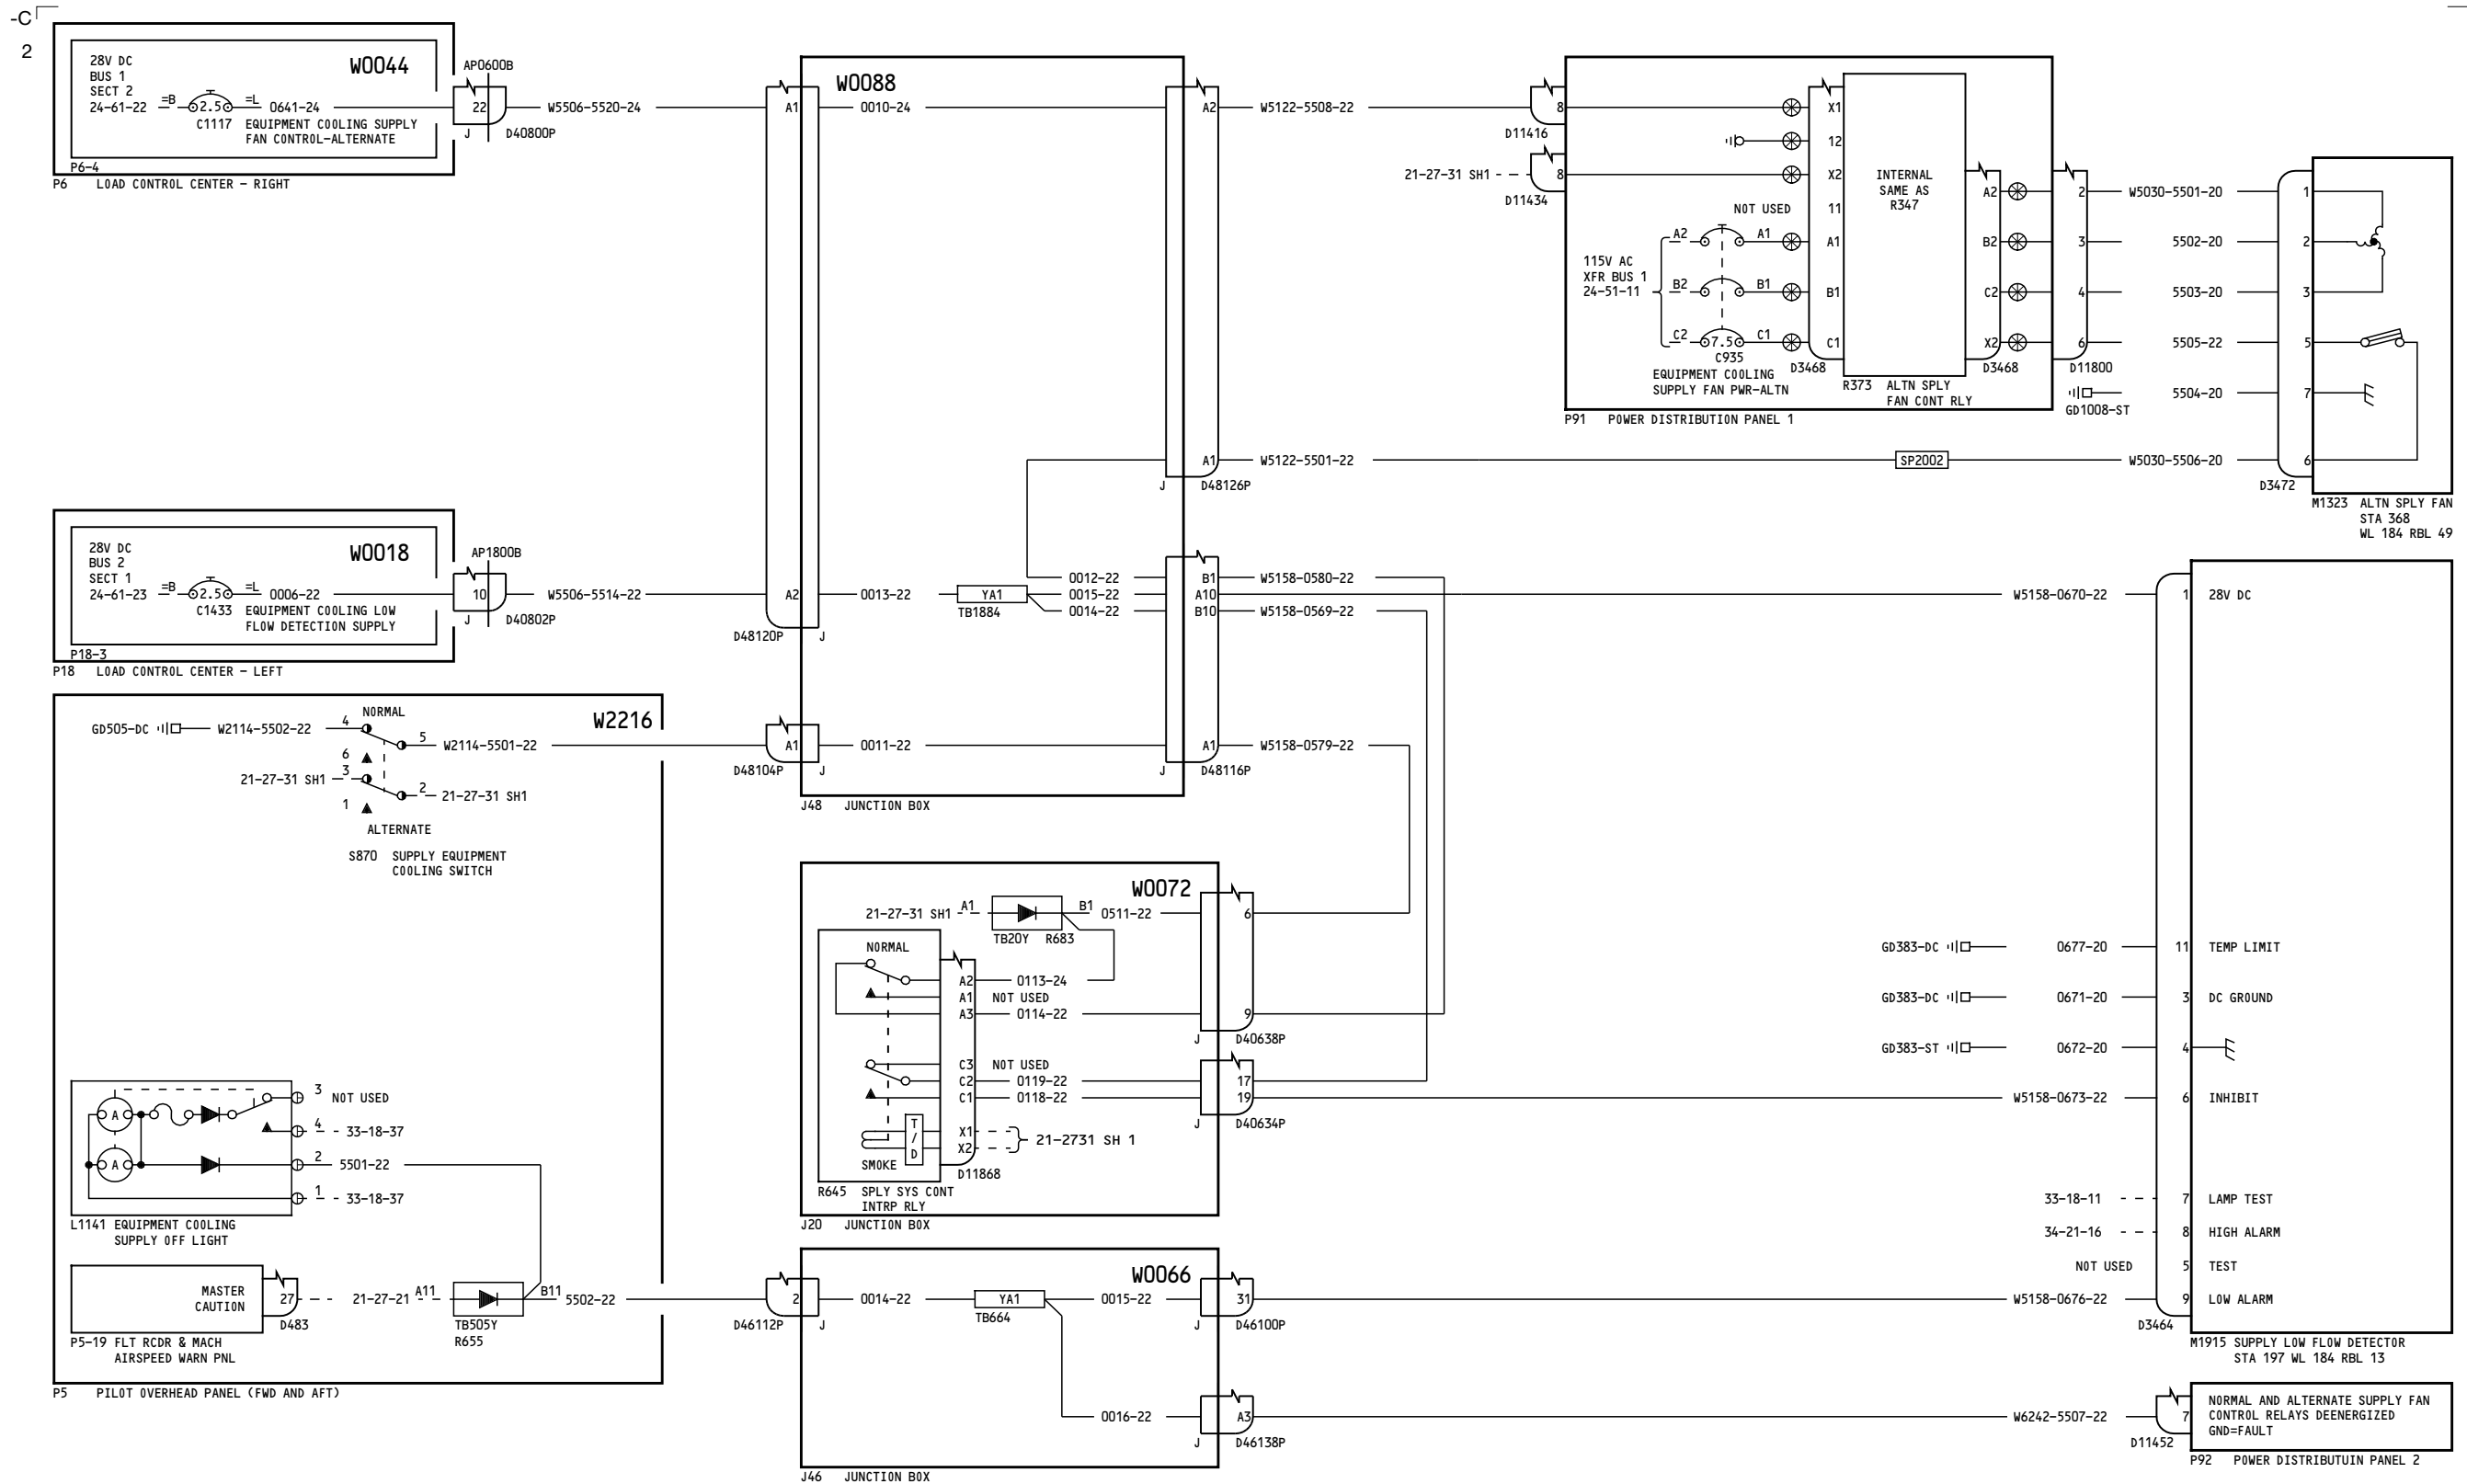 -C
2
28V DC
BUS 1
SECT 2
24-61-22 =B 2.5 =L 0641-24
W0044
C1117 EQUIPMENT COOLING SUPPLY
FAN CONTROL-ALTERNATE
P6-4
P6 LOAD CONTROL CENTER - RIGHT
AP0600B
22
J D40800P
W5506-5520-24
28V DC
BUS 2
SECT 1
24-61-23 =B 2.5 =L 0006-22
W0018
C1433 EQUIPMENT COOLING LOW
FLOW DETECTION SUPPLY
P18-3
P18 LOAD CONTROL CENTER - LEFT
AP1800B
10
J D40802P
W5506-5514-22
W2216
GD505-DC W2114-5502-22 4 NORMAL
5 W2114-5501-22
6
21-27-31 SH1 3
2 21-27-31 SH1
1
ALTERNATE
S870 SUPPLY EQUIPMENT
COOLING SWITCH
A
A
3 NOT USED
4 33-18-37
2 5501-22
1 33-18-37
L1141 EQUIPMENT COOLING
SUPPLY OFF LIGHT
MASTER
CAUTION
27
D483
21-27-21 A11 B11 5502-22
TB505Y
R655
P5-19 FLT RCDR & MACH
AIRSPEED WARN PNL
P5 PILOT OVERHEAD PANEL (FWD AND AFT)
W0088
A1 0010-24 A2 W5122-5508-22
A1 W5122-5501-22
J D48126P
A2 0013-22 YA1
TB1884
0012-22 B1 W5158-0580-22
0015-22 A10
0014-22 B10 W5158-0569-22
D48120P J
A1 0011-22 A1 W5158-0579-22
D48104P J
J D48116P
J48 JUNCTION BOX
W0072
21-27-31 SH1 A1 B1 0511-22 6
TB20Y R683
NORMAL
A2 0113-24
A1 NOT USED
A3 0114-22 9
J D40638P
C3 NOT USED
C2 0119-22 17
C1 0118-22 19
J D40634P
T
/
D
X1
X2
21-2731 SH 1
SMOKE
D11868
R645 SPLY SYS CONT
INTRP RLY
J20 JUNCTION BOX
W0066
2 0014-22 YA1 0015-22 31
TB664
D46112P J
J D46100P
0016-22 A3
J D46138P
J46 JUNCTION BOX
8
D11416
21-27-31 SH1 8
D11434
X1
12
X2
NOT USED 11
A2 A1 A1
115V AC
XFR BUS 1
24-51-11
B2 B1 B1
C2 7.5 C1 C1
C935
EQUIPMENT COOLING
SUPPLY FAN PWR-ALTN
D3468
INTERNAL
SAME AS
R347
R373 ALTN SPLY
FAN CONT RLY
A2
B2
C2
X2
D3468
2
3
4
6
D11800
P91 POWER DISTRIBUTION PANEL 1
W5030-5501-20 1
5502-20 2
5503-20 3
5505-22 5
GD1008-ST 5504-20 7
SP2002 W5030-5506-20 6
D3472
M1323 ALTN SPLY FAN
STA 368
WL 184 RBL 49
W5158-0670-22 1 28V DC
GD383-DC 0677-20 11 TEMP LIMIT
GD383-DC 0671-20 3 DC GROUND
GD383-ST 0672-20 4
W5158-0673-22 6 INHIBIT
33-18-11 7 LAMP TEST
34-21-16 8 HIGH ALARM
NOT USED 5 TEST
W5158-0676-22 9 LOW ALARM
D3464
M1915 SUPPLY LOW FLOW DETECTOR
STA 197 WL 184 RBL 13
W6242-5507-22 7
D11452
NORMAL AND ALTERNATE SUPPLY FAN
CONTROL RELAYS DEENERGIZED
GND=FAULT
P92 POWER DISTRIBUTUIN PANEL 2